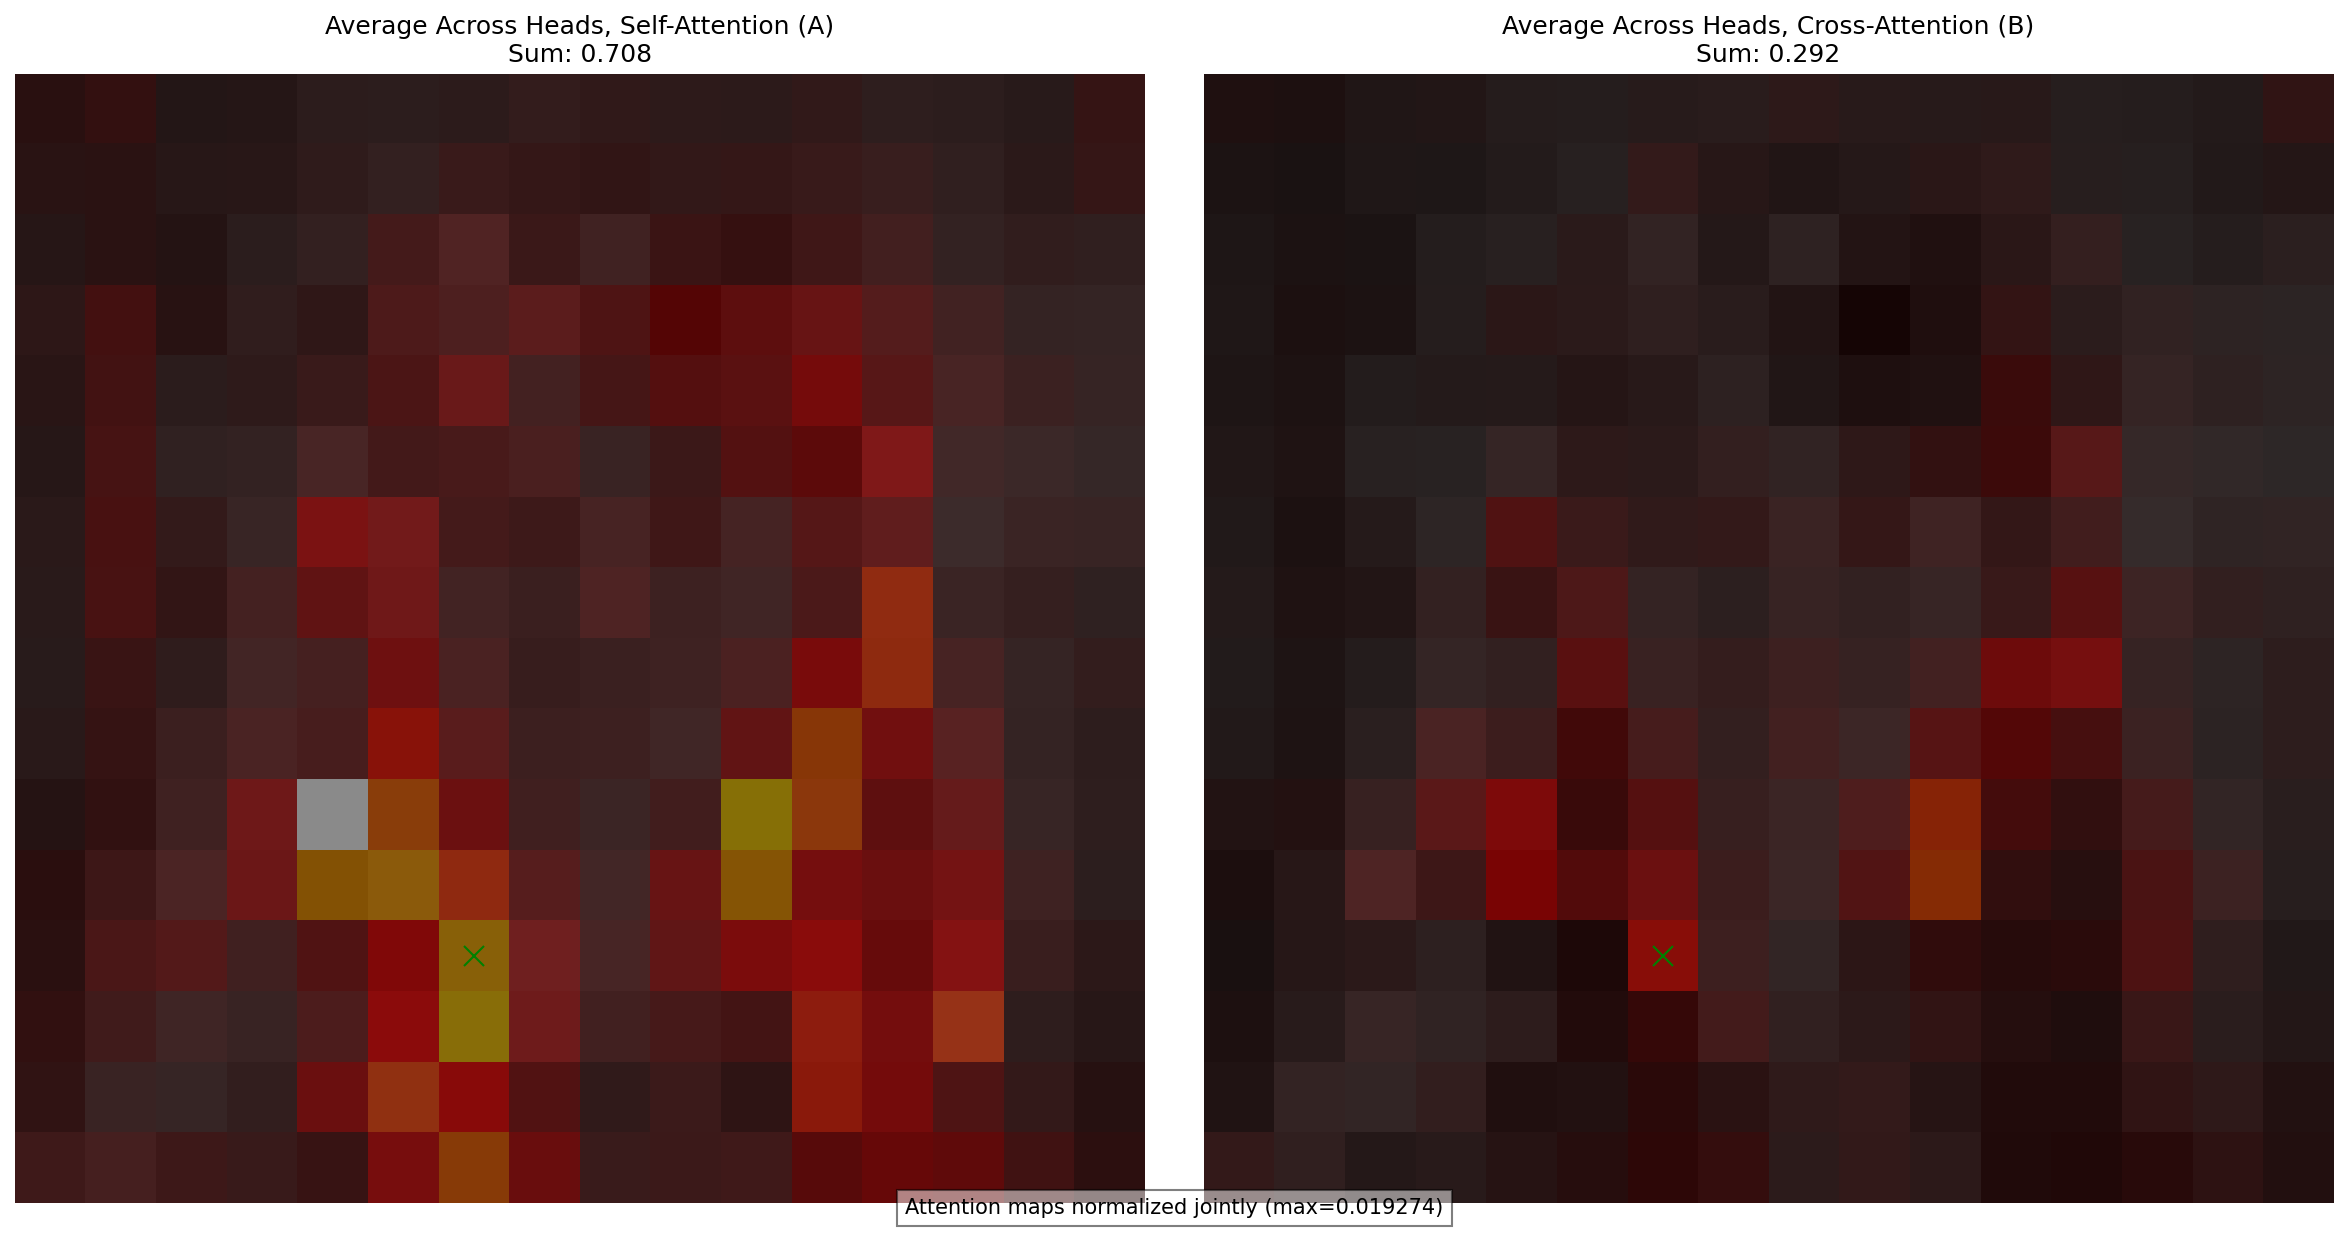 Average Across Heads, Self-Attention (A)
Sum: 0.708
Average Across Heads, Cross-Attention (B)
Sum: 0.292
Attention maps normalized jointly (max=0.019274)